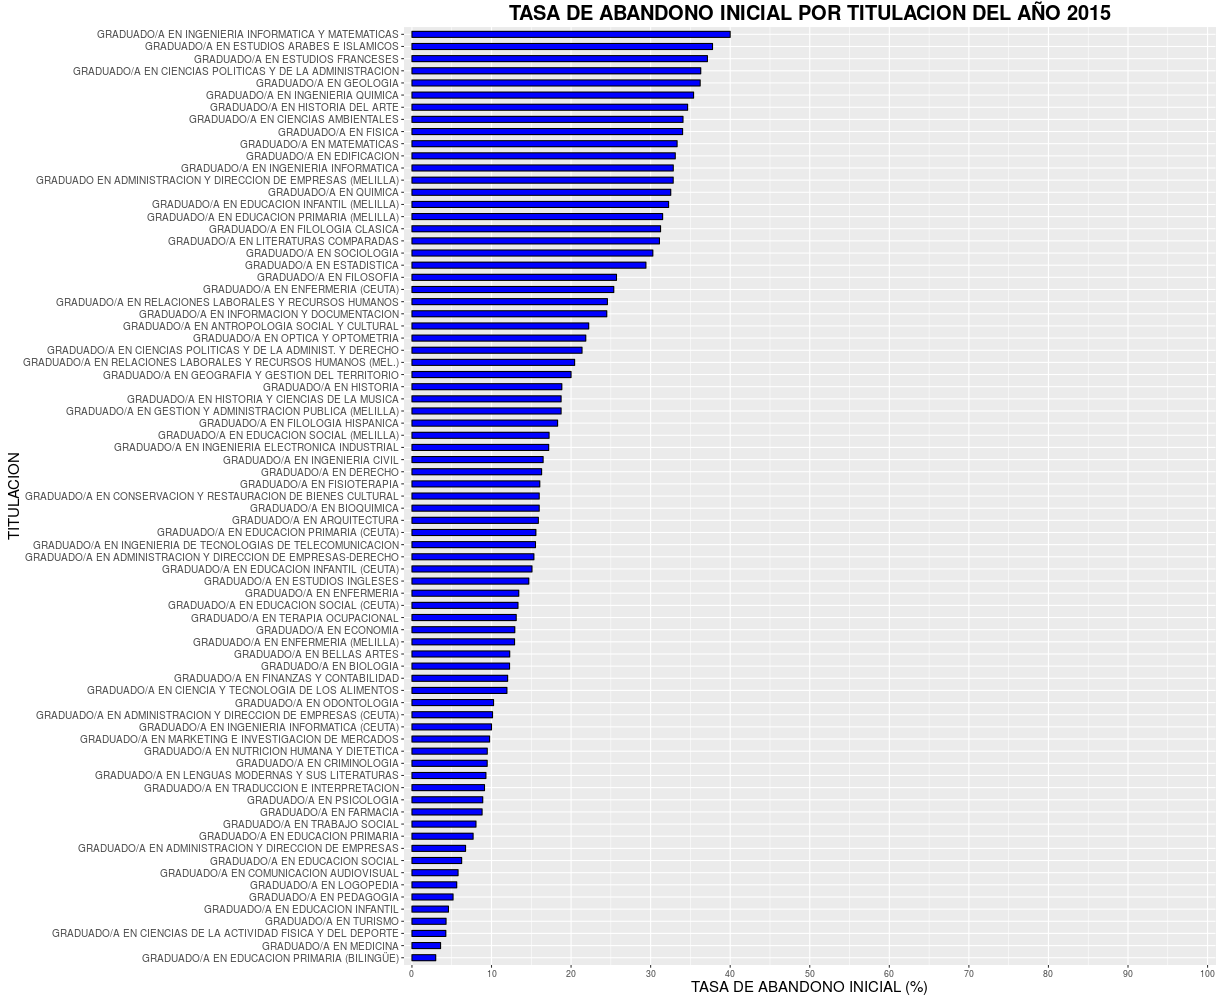 TASA DE ABANDONO INICIAL POR TITULACION DEL AÑO 2015
GRADUADO/A EN INGENIERIA INFORMATICA Y MATEMATICAS
GRADUADO/A EN ESTUDIOS ARABES E ISLAMICOS
GRADUADO/A EN ESTUDIOS FRANCESES
GRADUADO/A EN CIENCIAS POLITICAS Y DE LA ADMINISTRACION
GRADUADO/A EN GEOLOGIA
GRADUADO/A EN INGENIERIA QUIMICA
GRADUADO/A EN HISTORIA DEL ARTE
GRADUADO/A EN CIENCIAS AMBIENTALES
GRADUADO/A EN FISICA
GRADUADO/A EN MATEMATICAS
GRADUADO/A EN EDIFICACION
GRADUADO/A EN INGENIERIA INFORMATICA
GRADUADO EN ADMINISTRACION Y DIRECCION DE EMPRESAS (MELILLA)
GRADUADO/A EN QUIMICA
GRADUADO/A EN EDUCACION INFANTIL (MELILLA)
GRADUADO/A EN EDUCACION PRIMARIA (MELILLA)
GRADUADO/A EN FILOLOGIA CLASICA
GRADUADO/A EN LITERATURAS COMPARADAS
GRADUADO/A EN SOCIOLOGIA
GRADUADO/A EN ESTADISTICA
GRADUADO/A EN FILOSOFIA
GRADUADO/A EN ENFERMERIA (CEUTA)
GRADUADO/A EN RELACIONES LABORALES Y RECURSOS HUMANOS
GRADUADO/A EN INFORMACION Y DOCUMENTACION
GRADUADO/A EN ANTROPOLOGIA SOCIAL Y CULTURAL
GRADUADO/A EN OPTICA Y OPTOMETRIA
GRADUADO/A EN CIENCIAS POLITICAS Y DE LA ADMINIST. Y DERECHO
GRADUADO/A EN RELACIONES LABORALES Y RECURSOS HUMANOS (MEL.)
GRADUADO/A EN GEOGRAFIA Y GESTION DEL TERRITORIO
GRADUADO/A EN HISTORIA
GRADUADO/A EN HISTORIA Y CIENCIAS DE LA MUSICA
GRADUADO/A EN GESTION Y ADMINISTRACION PUBLICA (MELILLA)
GRADUADO/A EN FILOLOGIA HISPANICA
GRADUADO/A EN EDUCACION SOCIAL (MELILLA)
GRADUADO/A EN INGENIERIA ELECTRONICA INDUSTRIAL
GRADUADO/A EN INGENIERIA CIVIL
GRADUADO/A EN DERECHO
GRADUADO/A EN FISIOTERAPIA
GRADUADO/A EN CONSERVACION Y RESTAURACION DE BIENES CULTURAL
GRADUADO/A EN BIOQUIMICA
GRADUADO/A EN ARQUITECTURA
GRADUADO/A EN EDUCACION PRIMARIA (CEUTA)
GRADUADO/A EN INGENIERIA DE TECNOLOGIAS DE TELECOMUNICACION
GRADUADO/A EN ADMINISTRACION Y DIRECCION DE EMPRESAS-DERECHO
GRADUADO/A EN EDUCACION INFANTIL (CEUTA)
GRADUADO/A EN ESTUDIOS INGLESES
GRADUADO/A EN ENFERMERIA
GRADUADO/A EN EDUCACION SOCIAL (CEUTA)
GRADUADO/A EN TERAPIA OCUPACIONAL
GRADUADO/A EN ECONOMIA
GRADUADO/A EN ENFERMERIA (MELILLA)
GRADUADO/A EN BELLAS ARTES
GRADUADO/A EN BIOLOGIA
GRADUADO/A EN FINANZAS Y CONTABILIDAD
GRADUADO/A EN CIENCIA Y TECNOLOGIA DE LOS ALIMENTOS
GRADUADO/A EN ODONTOLOGIA
GRADUADO/A EN ADMINISTRACION Y DIRECCION DE EMPRESAS (CEUTA)
GRADUADO/A EN INGENIERIA INFORMATICA (CEUTA)
GRADUADO/A EN MARKETING E INVESTIGACION DE MERCADOS
GRADUADO/A EN NUTRICION HUMANA Y DIETETICA
GRADUADO/A EN CRIMINOLOGIA
GRADUADO/A EN LENGUAS MODERNAS Y SUS LITERATURAS
GRADUADO/A EN TRADUCCION E INTERPRETACION
GRADUADO/A EN PSICOLOGIA
GRADUADO/A EN FARMACIA
GRADUADO/A EN TRABAJO SOCIAL
GRADUADO/A EN EDUCACION PRIMARIA
GRADUADO/A EN ADMINISTRACION Y DIRECCION DE EMPRESAS
GRADUADO/A EN EDUCACION SOCIAL
GRADUADO/A EN COMUNICACION AUDIOVISUAL
GRADUADO/A EN LOGOPEDIA
GRADUADO/A EN PEDAGOGIA
GRADUADO/A EN EDUCACION INFANTIL
GRADUADO/A EN TURISMO
GRADUADO/A EN CIENCIAS DE LA ACTIVIDAD FISICA Y DEL DEPORTE
GRADUADO/A EN MEDICINA
GRADUADO/A EN EDUCACION PRIMARIA (BILINGÜE)
TITULACION
0 10 20 30 40 50 60 70 80 90 100
TASA DE ABANDONO INICIAL (%)